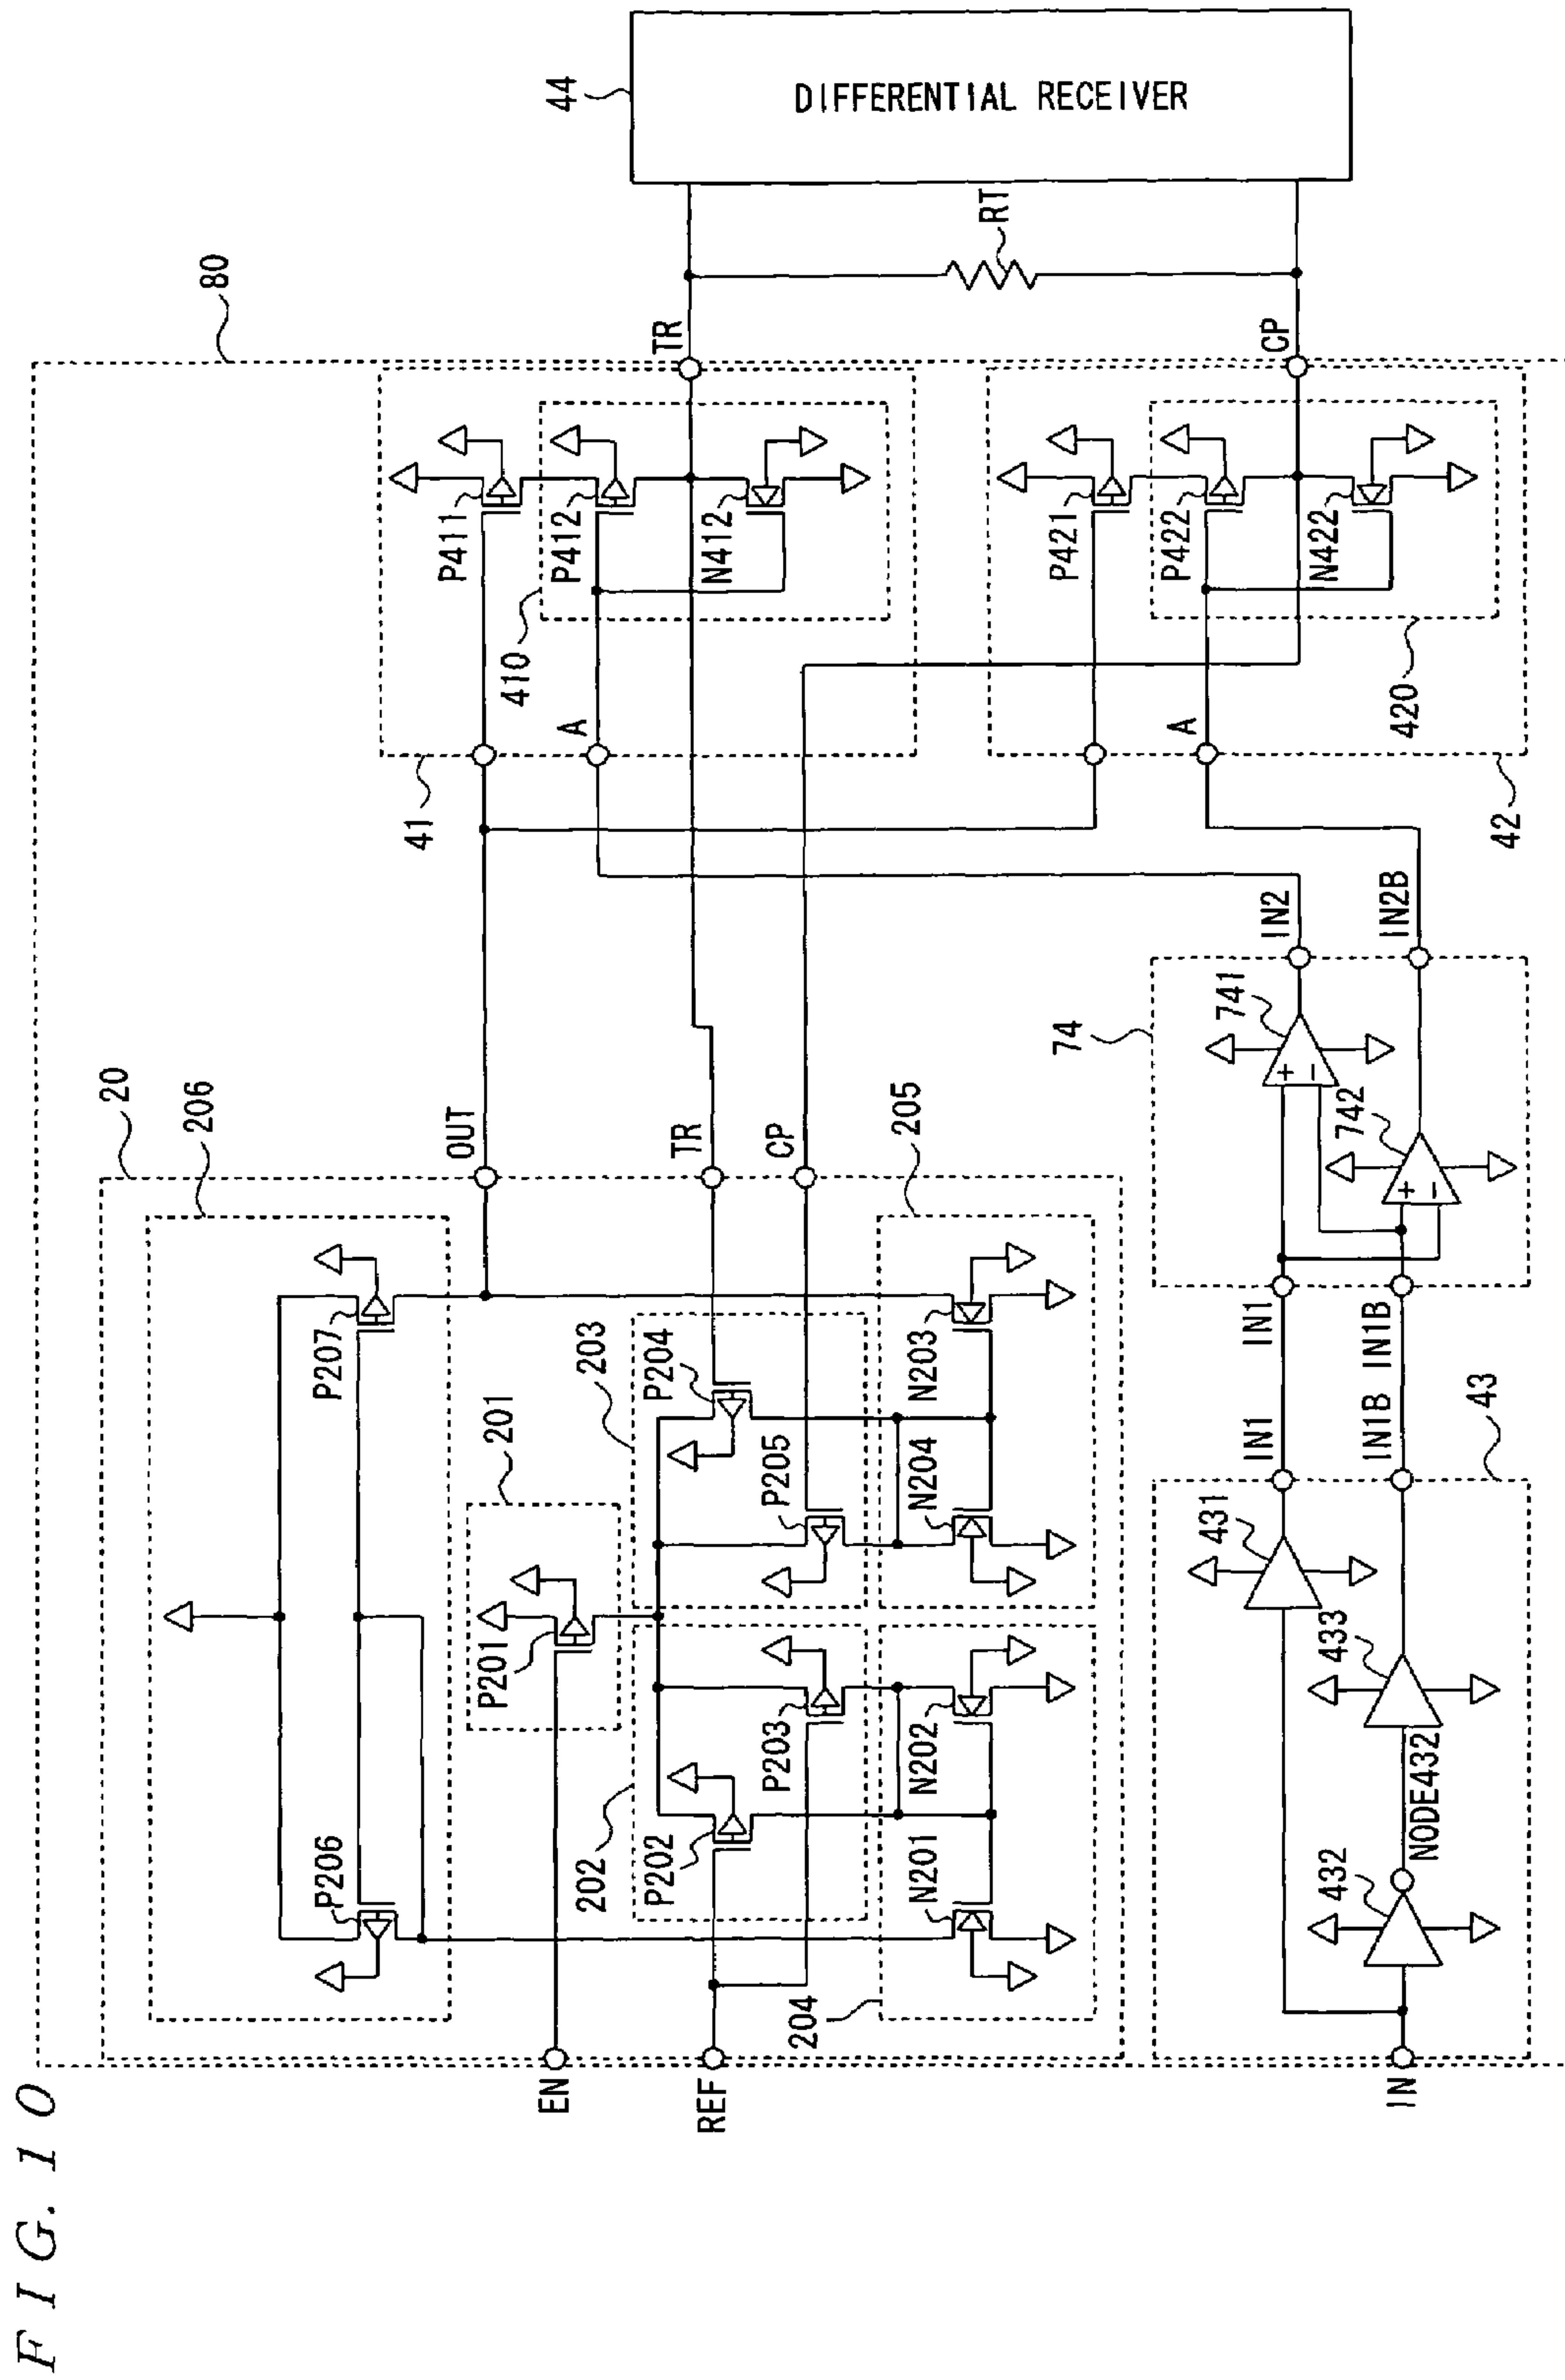 FIG. 10
80
20
206
P206
P207
201
P201
202
P202
P203
203
P204
P205
204
N201
N202
205
N204
N203
EN
REF
OUT
TR
CP
41
P411
410
P412
N412
A
TR
42
P421
P422
N422
420
A
CP
RT
44
DIFFERENTIAL RECEIVER
IN
43
431
432
NODE432
433
IN1
IN1B
IN1
IN1B
74
741
+
−
742
+
−
IN2
IN2B